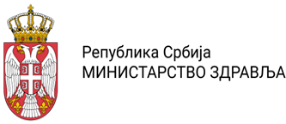 Република Србија
МИНИСТАРСТВО ЗДРАВЉА